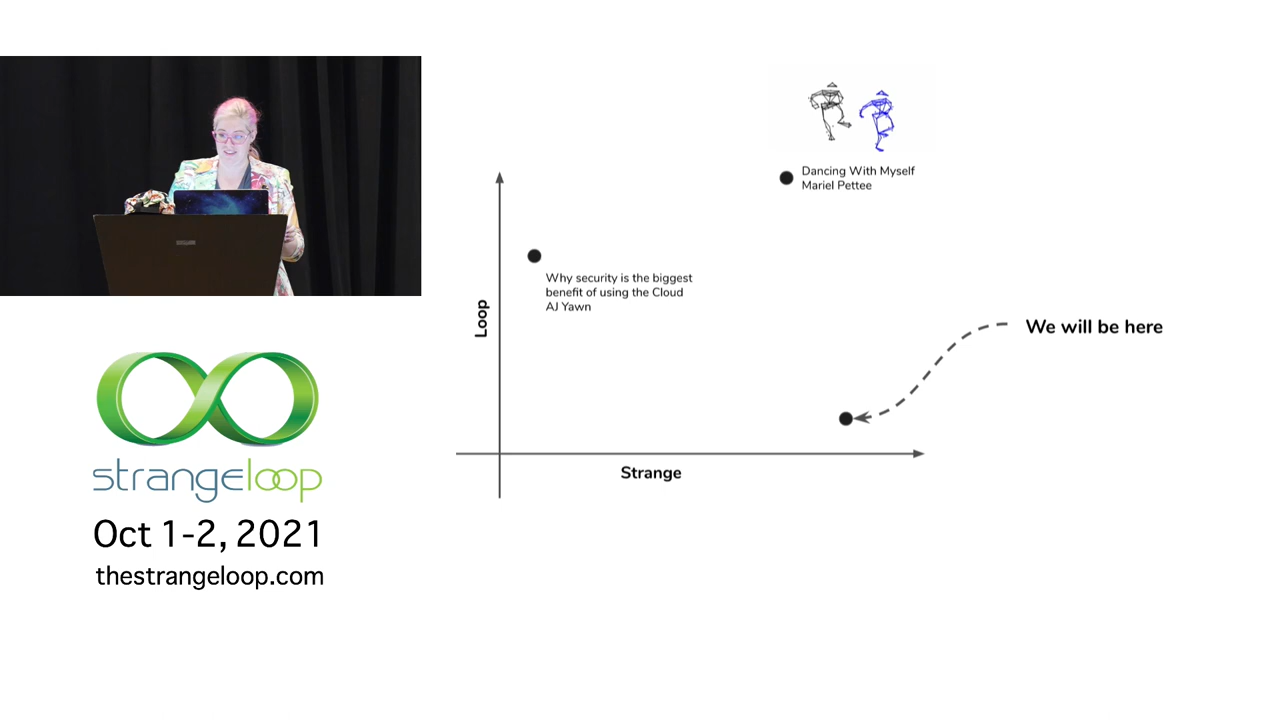 strangeloop
Oct 1-2, 2021
thestrangeloop.com
Dancing With Myself
Mariel Pettee
Why security is the biggest
benefit of using the Cloud
AJ Yawn
Loop
We will be here
Strange